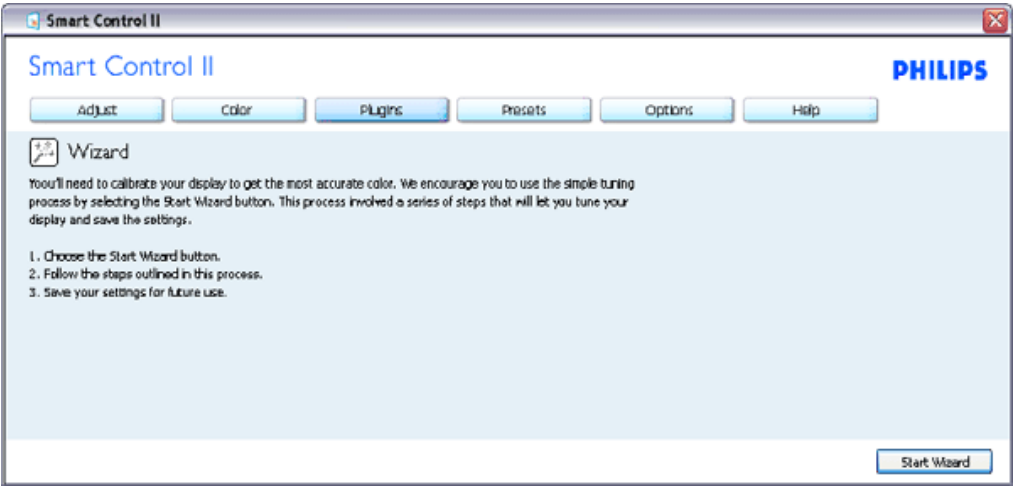 Smart Control II
Smart Control II
PHILIPS
Adjust Color Plugins Presets Options Help
Wizard
Yoou'll need to calibrate your display to get the most accurate color. We encourage you to use the simple tuning
process by selecting the Start Wizard button. This process involved a series of steps that will let you tune your
display and save the settings.
1. Choose the Start Wizard button.
2. Follow the steps outlined in this process.
3. Save your settings for future use.
Start Wizard